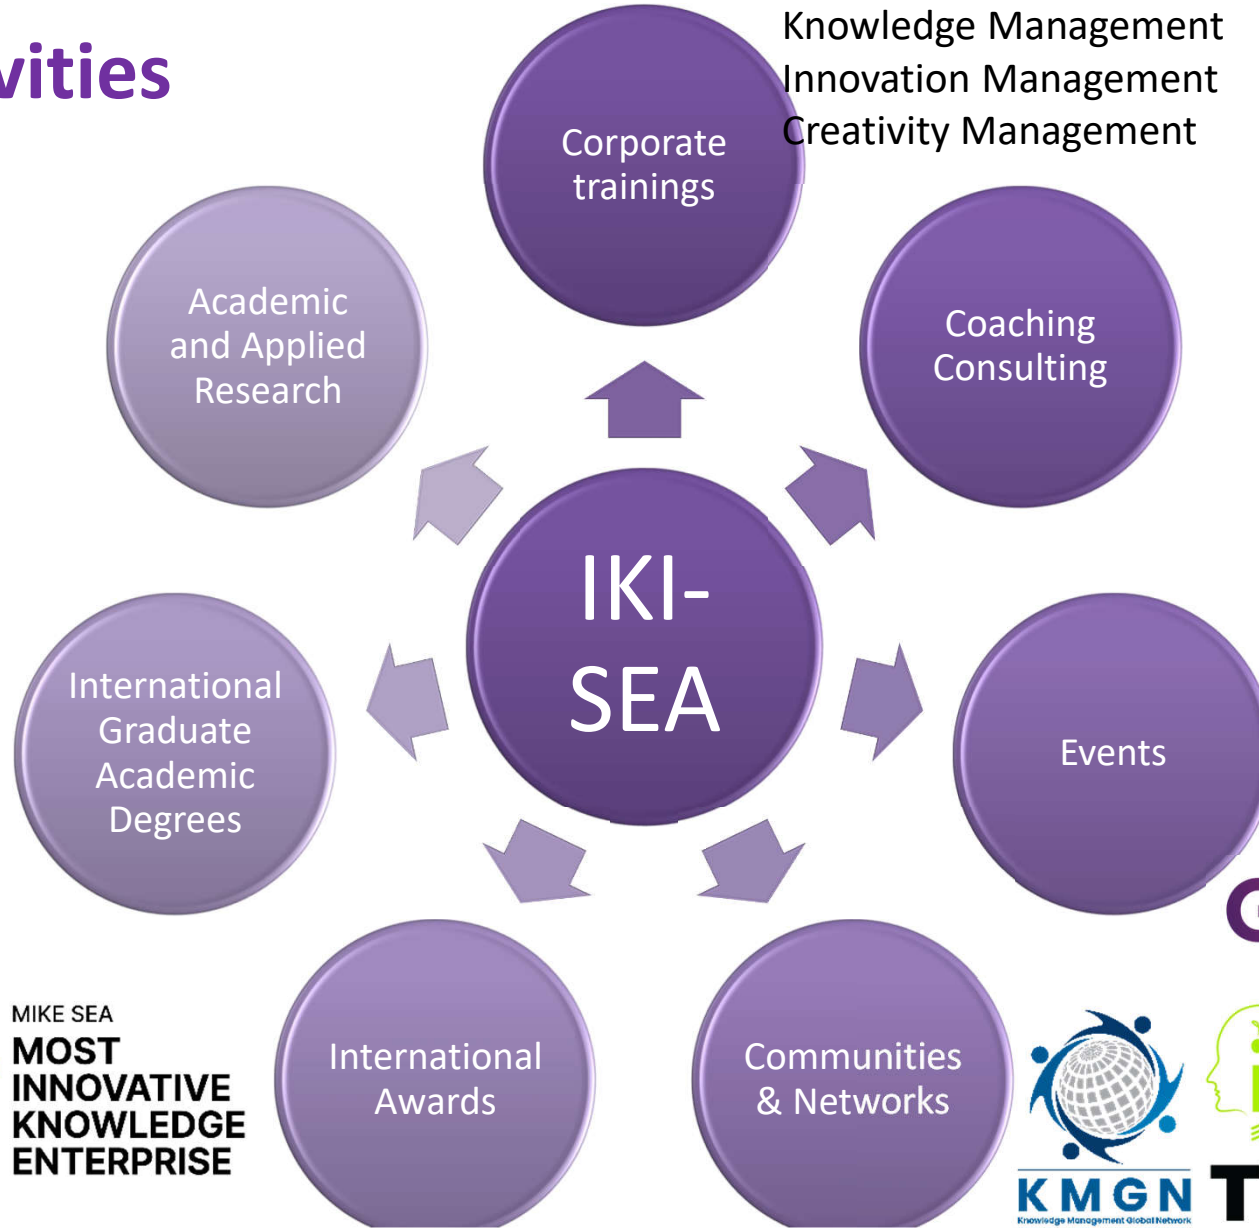 vities
Knowledge Management
Innovation Management
Creativity Management
Corporate
trainings
Academic
and Applied
Research
Coaching
Consulting
IKI-
SEA
International
Graduate
Academic
Degrees
Events
G
MIKE SEA
MOST
INNOVATIVE
KNOWLEDGE
ENTERPRISE
International
Awards
Communities
& Networks
KMGN
Knowledge Management Global Network
T